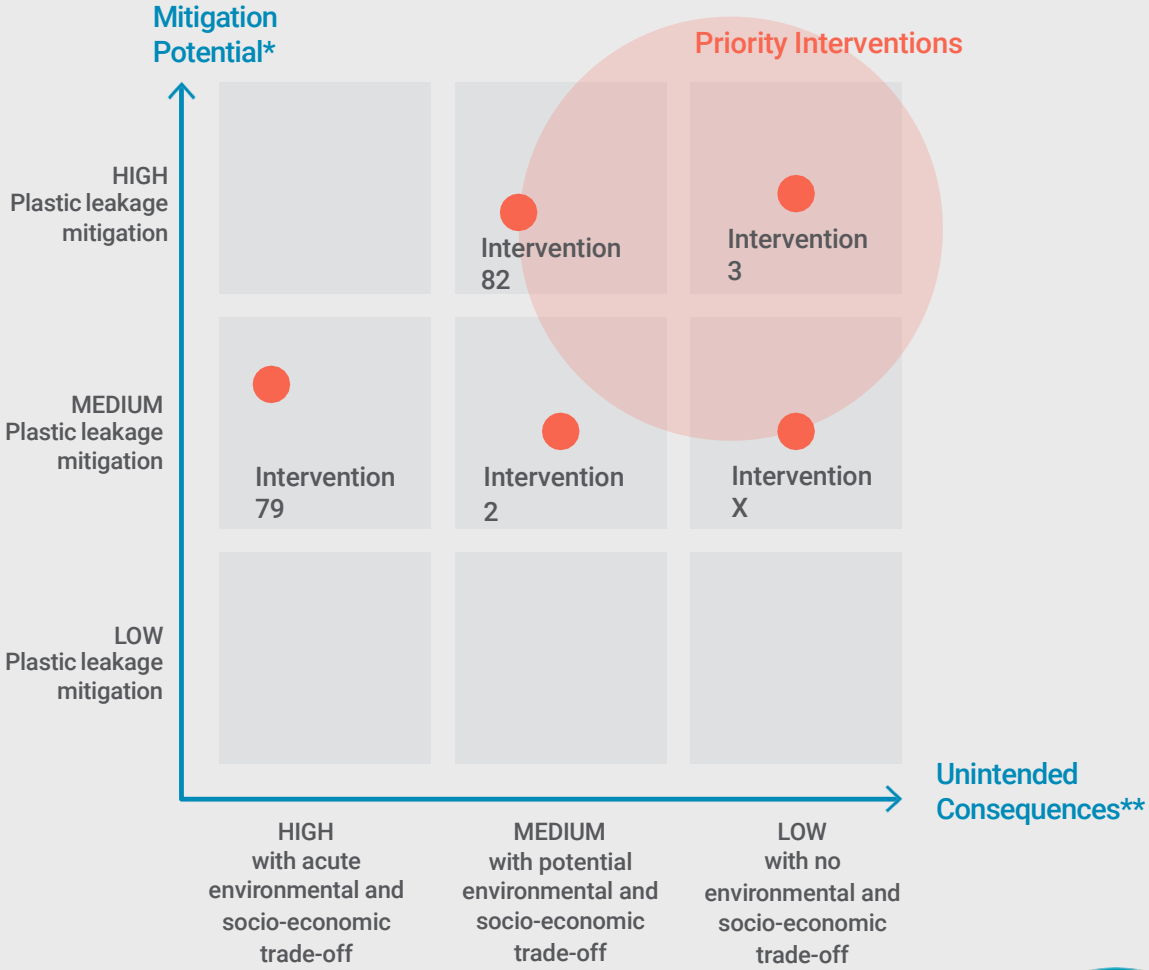 Mitigation
Potential*
Priority Interventions
HIGH
Plastic leakage
mitigation
Intervention
82
Intervention
3
MEDIUM
Plastic leakage
mitigation
Intervention
79
Intervention
2
Intervention
X
LOW
Plastic leakage
mitigation
Unintended
Consequences**
HIGH
with acute
environmental and
socio-economic
trade-off
MEDIUM
with potential
environmental and
socio-economic
trade-off
LOW
with no
environmental and
socio-economic
trade-off